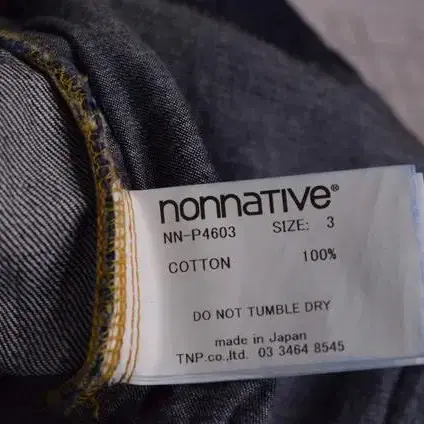 nonnative®
NN-P4603 SIZE: 3
COTTON 100%
DO NOT TUMBLE DRY
made in Japan
TNP.co,ltd. 03 3464 8545